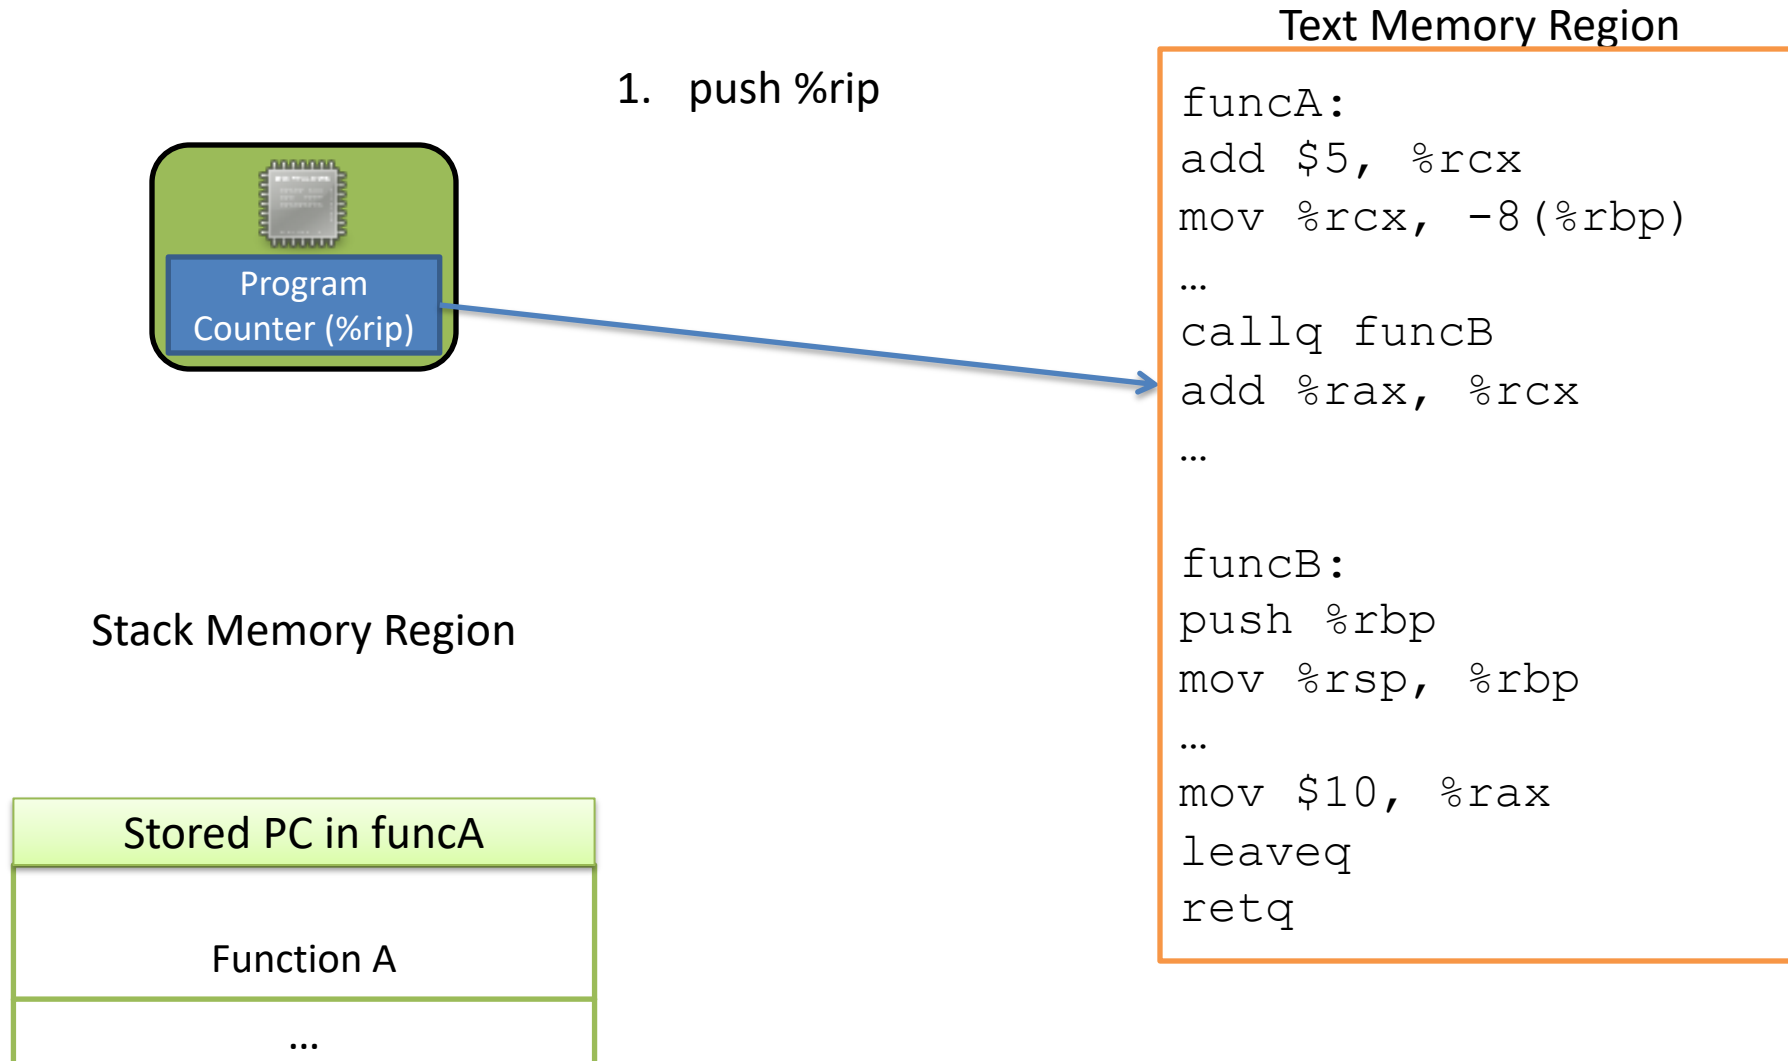 Text Memory Region
1. push %rip
funcA:
add $5, %rcx
mov %rcx, -8(%rbp)
…
callq funcB
add %rax, %rcx
…
funcB:
push %rbp
mov %rsp, %rbp
…
mov $10, %rax
leaveq
retq
Program
Counter (%rip)
Stack Memory Region
Stored PC in funcA
Function A
…